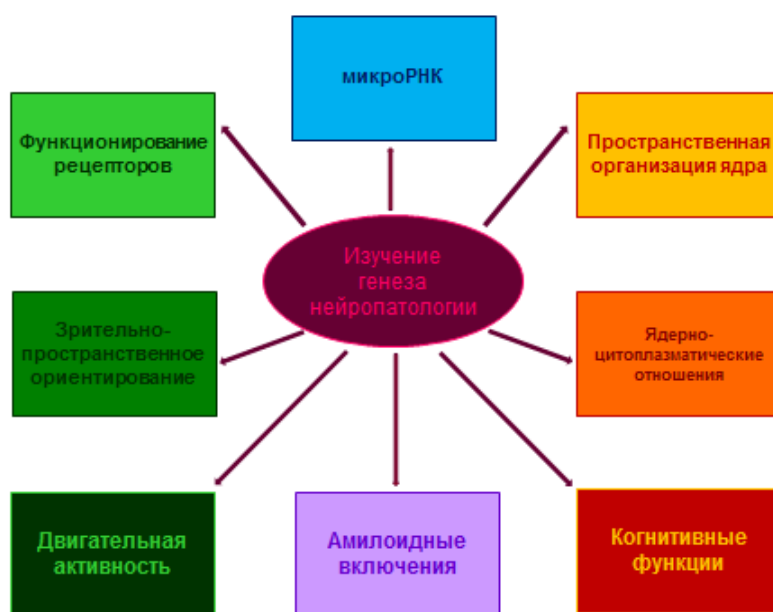 микроРНК
Функционирование
рецепторов
Пространственная
организация ядра
Изучение
генеза
нейропатологии
Зрительно-
пространственное
ориентирование
Ядерно-
цитоплазматические
отношения
Двигательная
активность
Амилоидные
включения
Когнитивные
функции